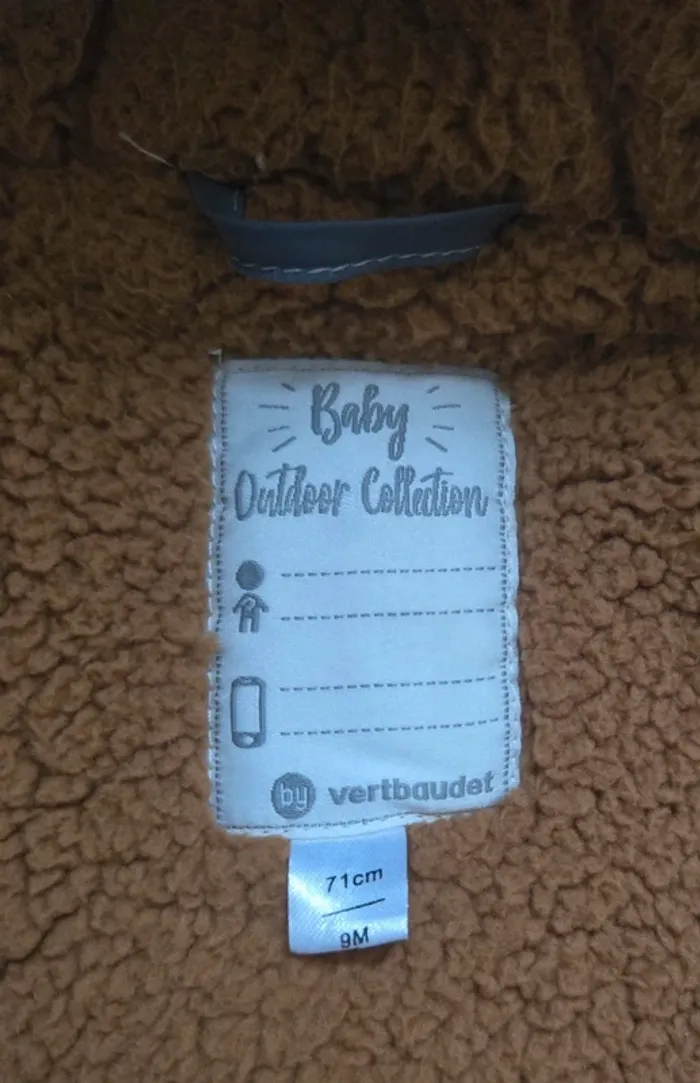 Baby
Outdoor Collection
by vertbaudet
71cm
9M